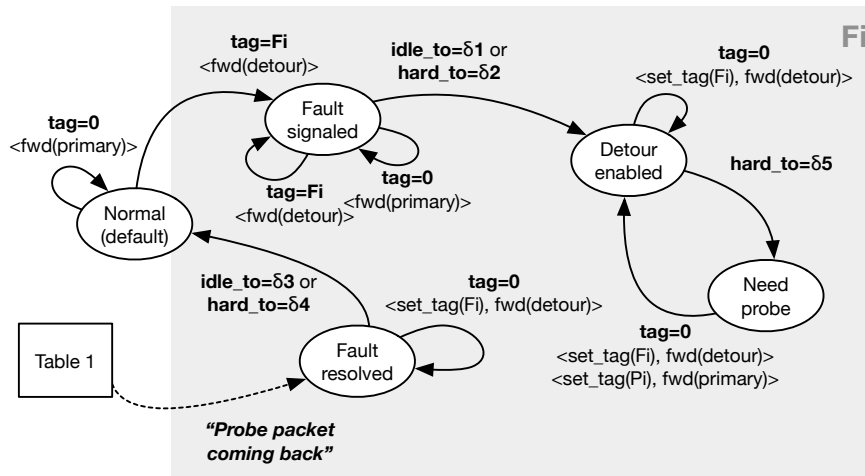 Fi
tag=Fi
<fwd(detour)>
idle_to=δ1 or
hard_to=δ2
tag=0
<set_tag(Fi), fwd(detour)>
tag=0
<fwd(primary)>
Fault
signaled
Detour
enabled
hard_to=δ5
tag=Fi
<fwd(detour)>
tag=0
<fwd(primary)>
Normal
(default)
idle_to=δ3 or
hard_to=δ4
tag=0
<set_tag(Fi), fwd(detour)>
Need
probe
Table 1
Fault
resolved
tag=0
<set_tag(Fi), fwd(detour)>
<set_tag(Pi), fwd(primary)>
"Probe packet
coming back"